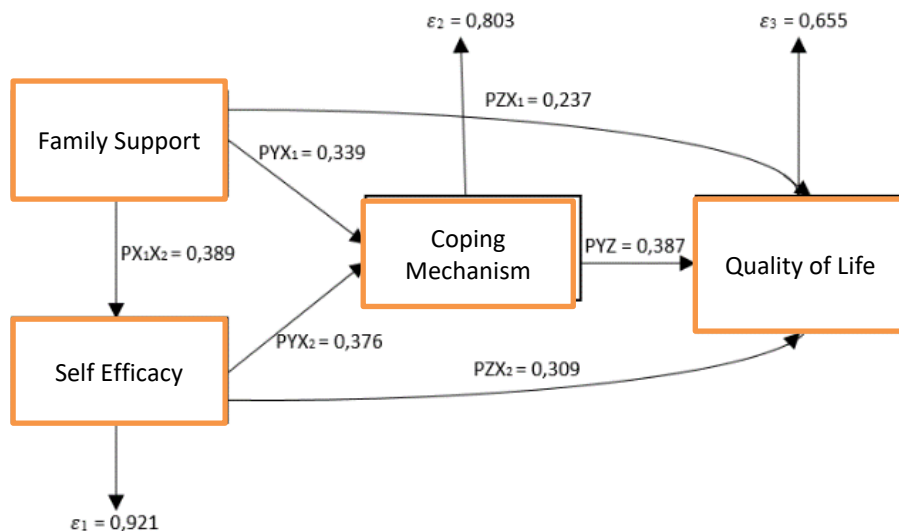 ε₂ = 0,803
ε₃ = 0,655
PZX₁ = 0,237
Family Support
PYX₁ = 0,339
PX₁X₂ = 0,389
Coping
Mechanism
PYZ = 0,387
Quality of Life
PYX₂ = 0,376
Self Efficacy
PZX₂ = 0,309
ε₁ = 0,921